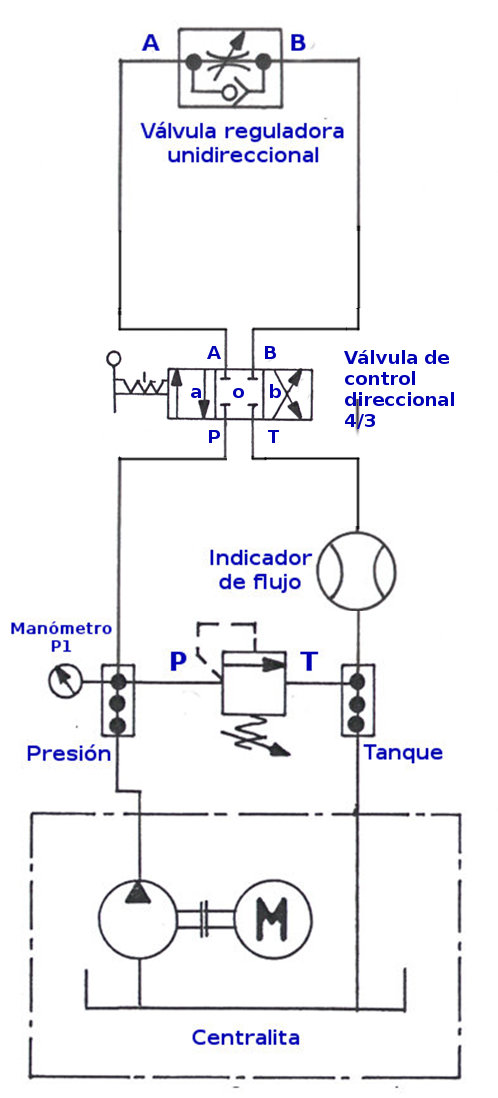 A B
Válvula reguladora
unidireccional
A B
Válvula de
control
direccional
4/3
a o b
P T
Indicador
de flujo
Manómetro
P1
P T
Presión
Tanque
M
Centralita